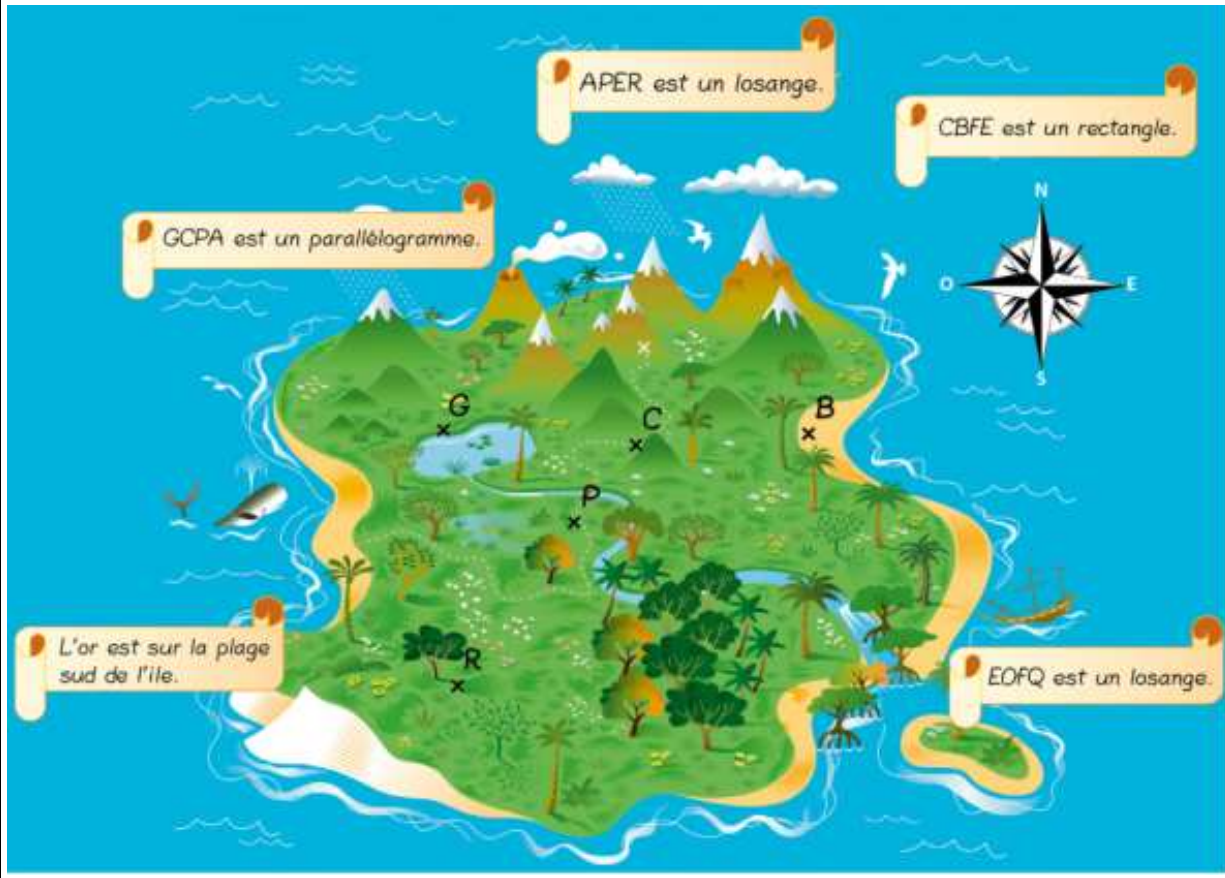 APER est un losange.
CBFE est un rectangle.
GCPA est un parallélogramme.
N
O
E
S
G
C
B
P
L'or est sur la plage
sud de l'île.
R
EOFQ est un losange.